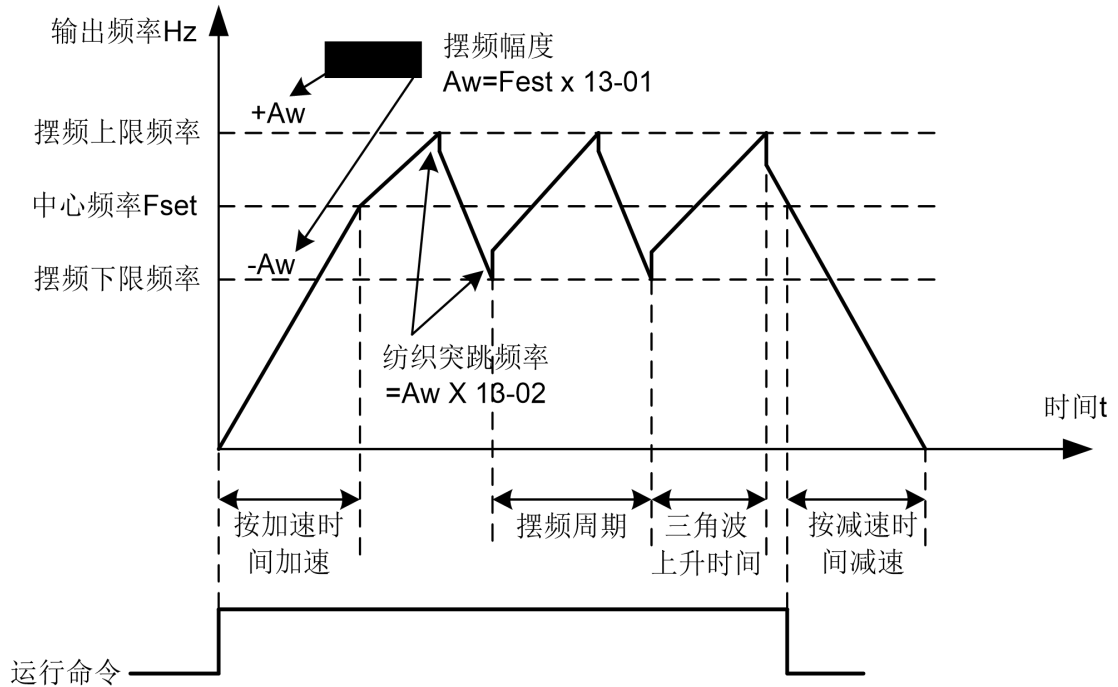 输出频率Hz
摆频幅度
Aw=Fest x 13-01
+Aw
摆频上限频率
中心频率Fset
-Aw
摆频下限频率
纺织突跳频率
=Aw X 13-02
时间t
按加速时
间加速
摆频周期
三角波
上升时间
按减速时
间减速
运行命令